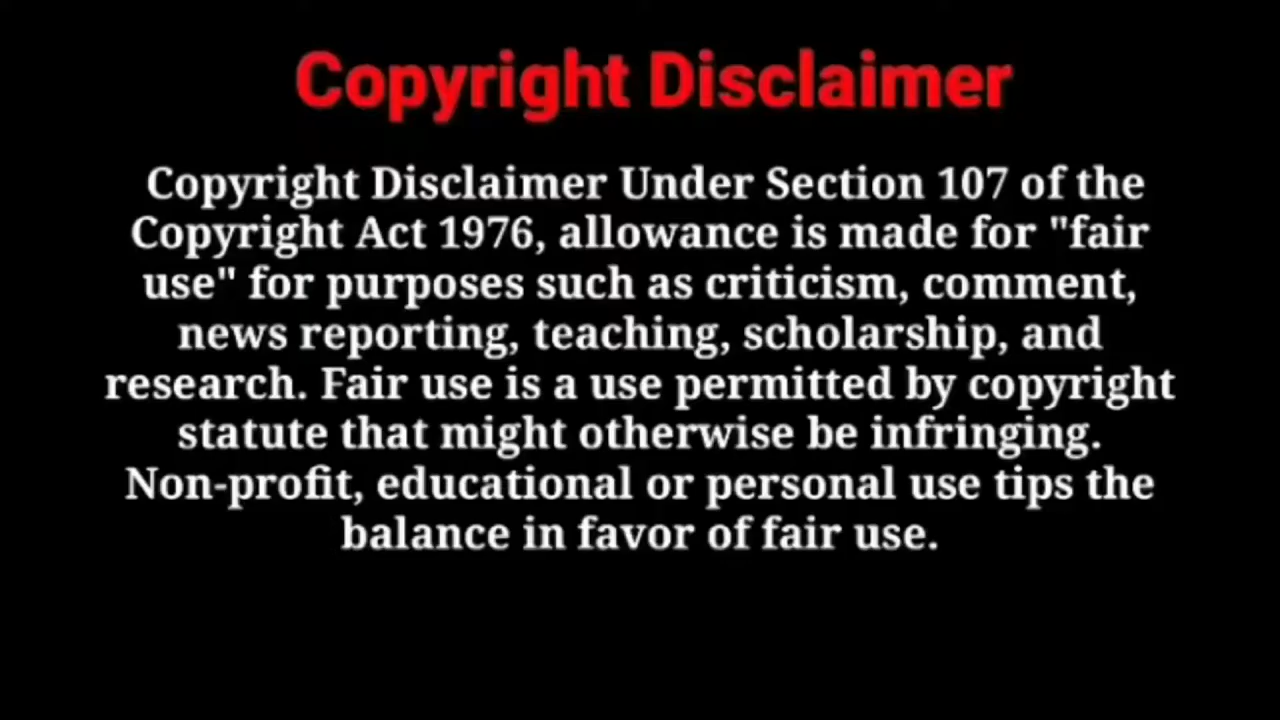 Copyright Disclaimer
Copyright Disclaimer Under Section 107 of the
Copyright Act 1976, allowance is made for "fair
use" for purposes such as criticism, comment,
news reporting, teaching, scholarship, and
research. Fair use is a use permitted by copyright
statute that might otherwise be infringing.
Non-profit, educational or personal use tips the
balance in favor of fair use.